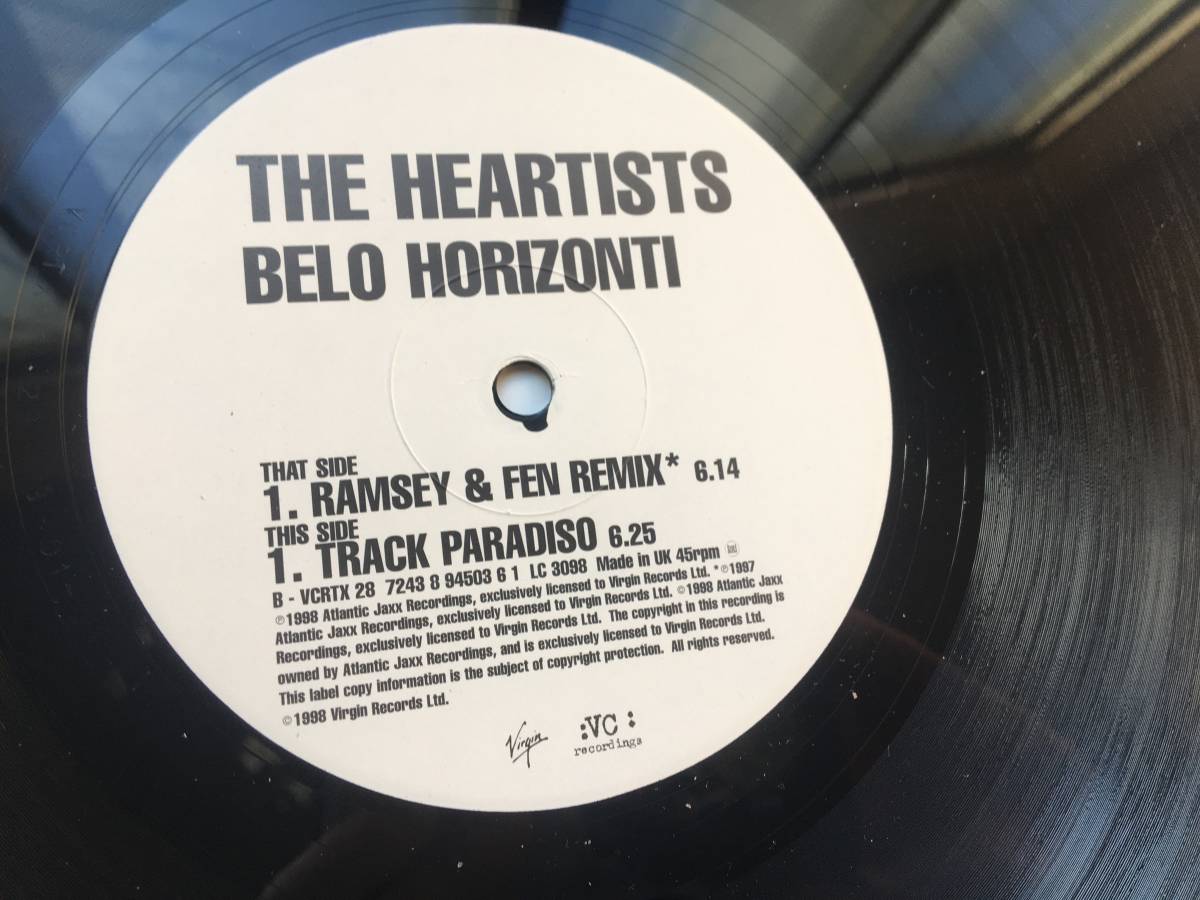 THE HEARTISTS
BELO HORIZONTI
THAT SIDE
1. RAMSEY & FEN REMIX* 6.14
THIS SIDE
1. TRACK PARADISO 6.25
B - VCRTX 28 7243 8 94503 6 1 LC 3098 Made in UK 45rpm
℗1998 Atlantic Jaxx Recordings, exclusively licensed to Virgin Records Ltd. *℗1997
Atlantic Jaxx Recordings, exclusively licensed to Virgin Records Ltd. ©1998 Atlantic Jaxx
Recordings, exclusively licensed to Virgin Records Ltd. The copyright in this recording is
owned by Atlantic Jaxx Recordings, and is exclusively licensed to Virgin Records Ltd.
This label copy information is the subject of copyright protection. All rights reserved.
©1998 Virgin Records Ltd.
Virgin
:VC:
recordings